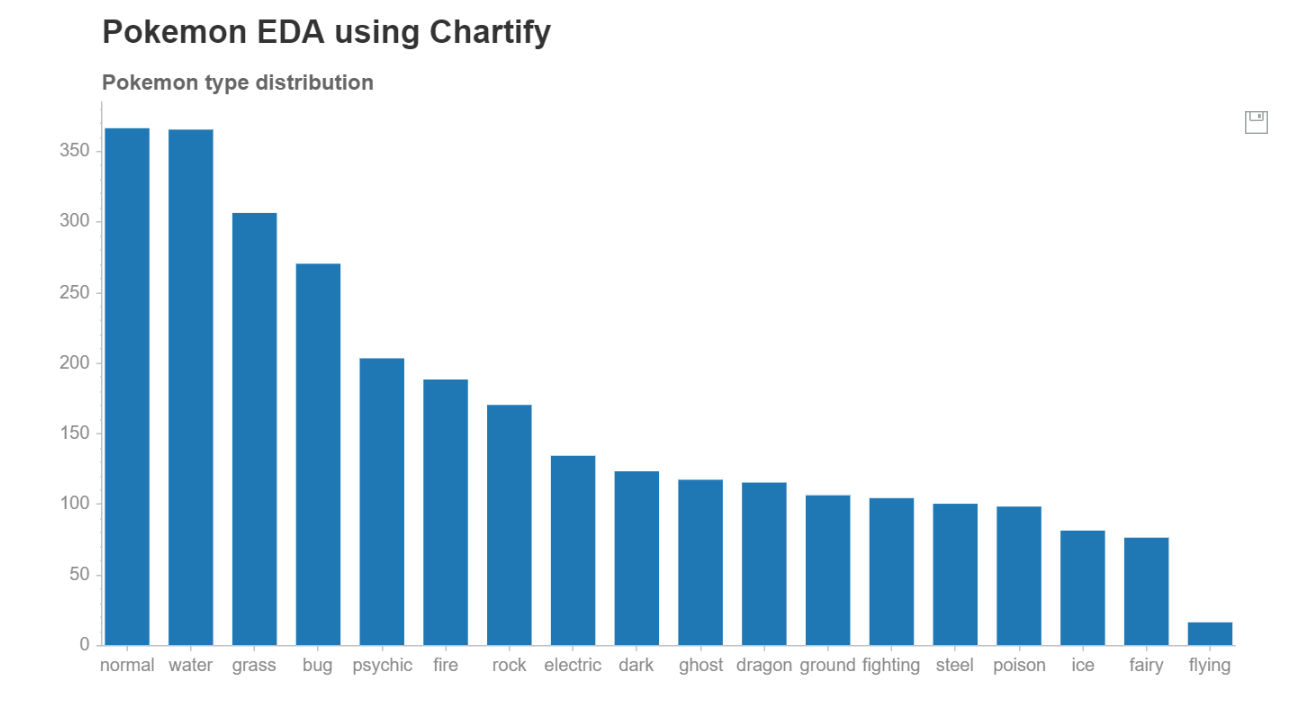 Pokemon EDA using Chartify
Pokemon type distribution
350
300
250
200
150
100
50
0
normal water grass bug psychic fire rock electric dark ghost dragon ground fighting steel poison ice fairy flying